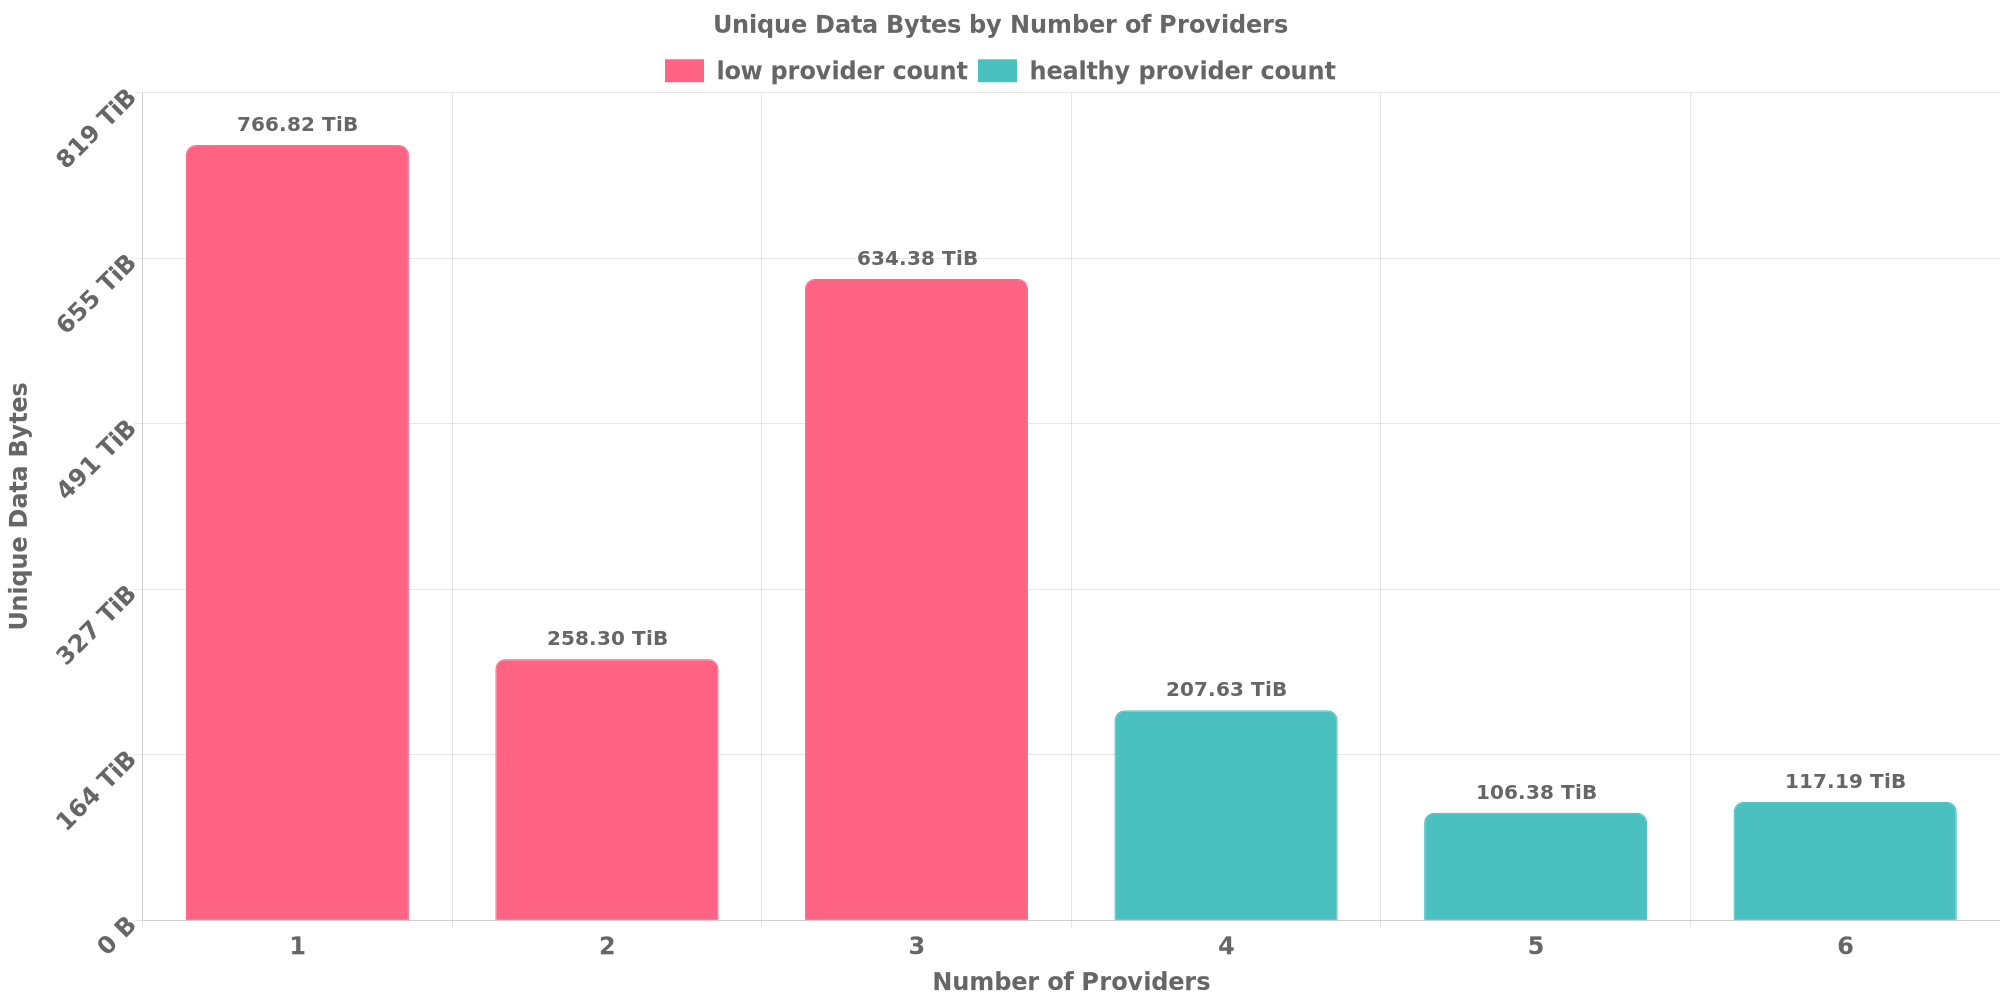 Unique Data Bytes by Number of Providers
low provider count
healthy provider count
819 TiB
655 TiB
491 TiB
327 TiB
164 TiB
0 B
Unique Data Bytes
766.82 TiB
258.30 TiB
634.38 TiB
207.63 TiB
106.38 TiB
117.19 TiB
1
2
3
4
5
6
Number of Providers